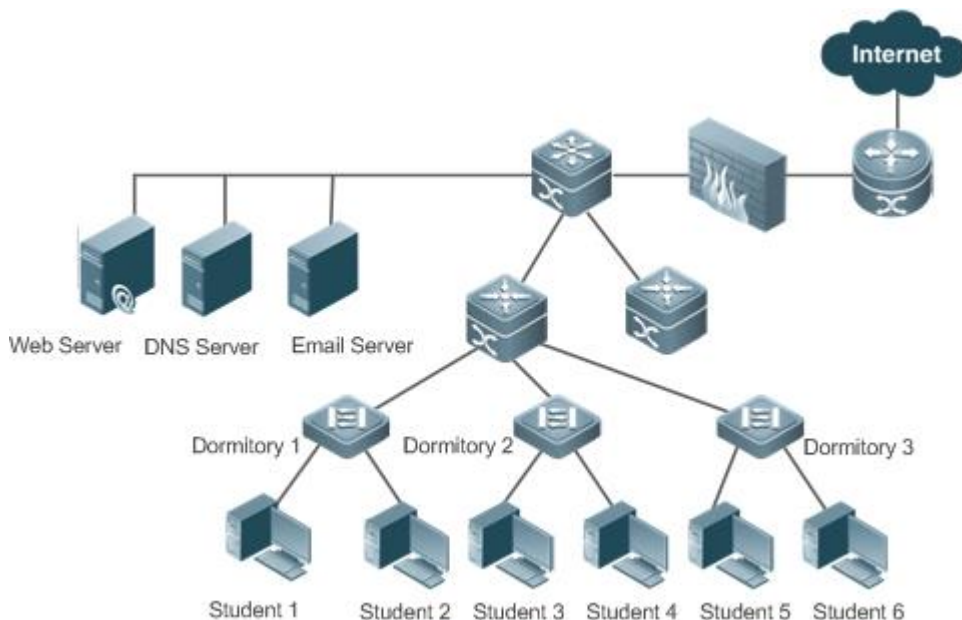 Internet
Web Server
DNS Server
Email Server
Dormitory 1
Dormitory 2
Dormitory 3
Student 1
Student 2
Student 3
Student 4
Student 5
Student 6